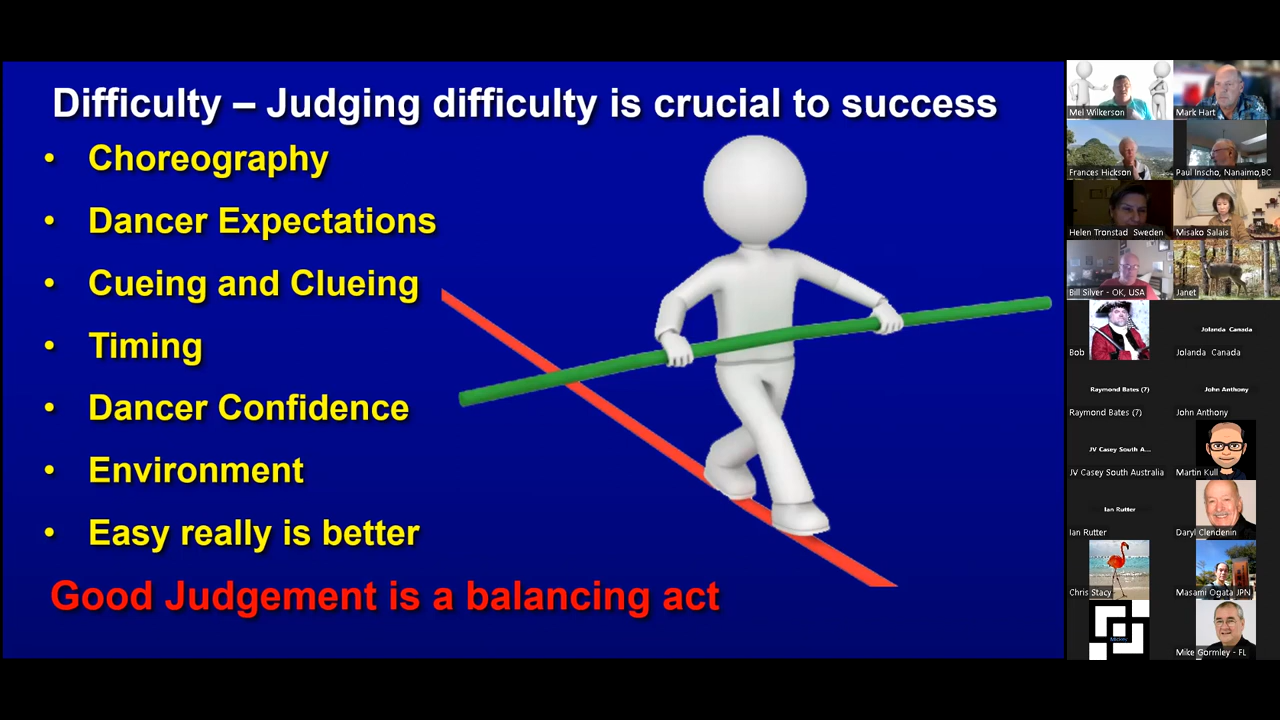 Difficulty – Judging difficulty is crucial to success
• Choreography
• Dancer Expectations
• Cueing and Clueing
• Timing
• Dancer Confidence
• Environment
• Easy really is better
Good Judgement is a balancing act
Mel Wilkerson
Mark Hart
Frances Hickson
Paul Inscho, Nanaimo,BC
Helen Tronstad Sweden
Misako Salais
Bill Silver - OK, USA
Janet
Bob
Jolanda Canada
Jolanda Canada
Raymond Bates (7)
Raymond Bates (7)
John Anthony
John Anthony
JV Casey South A...
JV Casey South Australia
Martin Kull
Ian Rutter
Ian Rutter
Daryl Clendenin
Chris Stacy
Masami Ogata JPN
Mike Gormley - FL